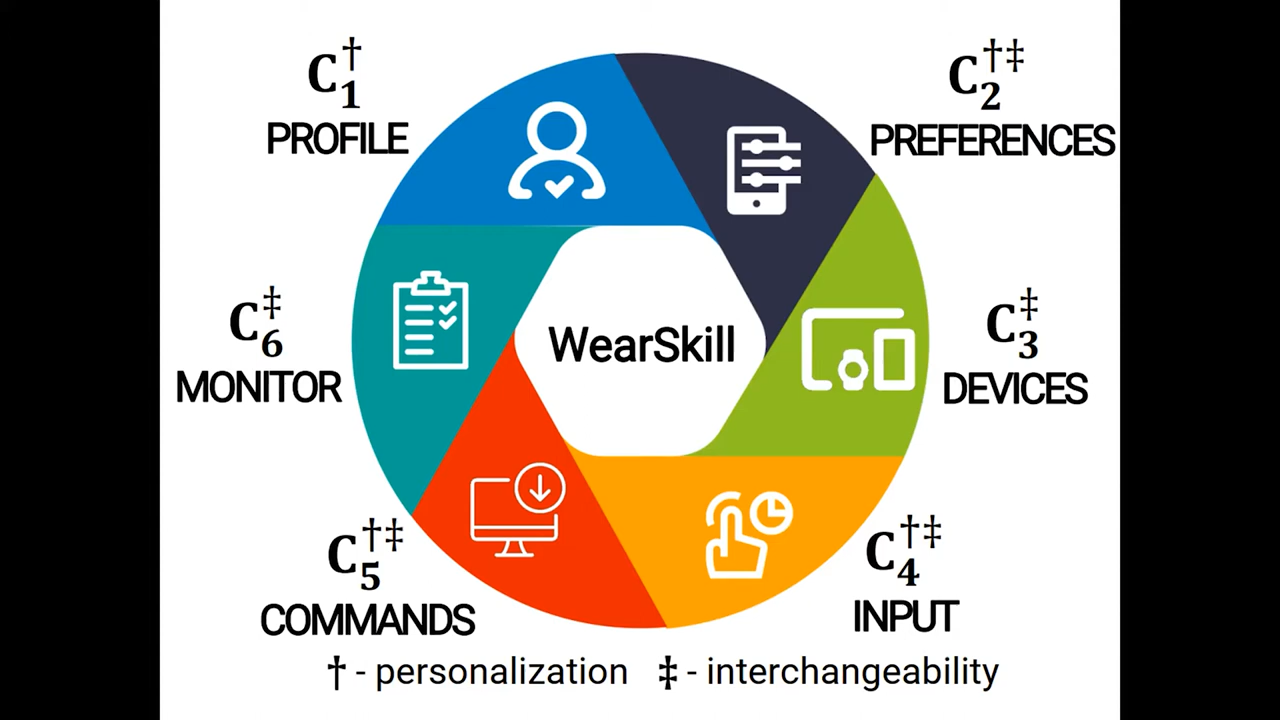 C₁†
PROFILE
C₂†‡
PREFERENCES
C₆‡
MONITOR
WearSkill
C₃‡
DEVICES
C₅†‡
COMMANDS
C₄†‡
INPUT
† - personalization ‡ - interchangeability